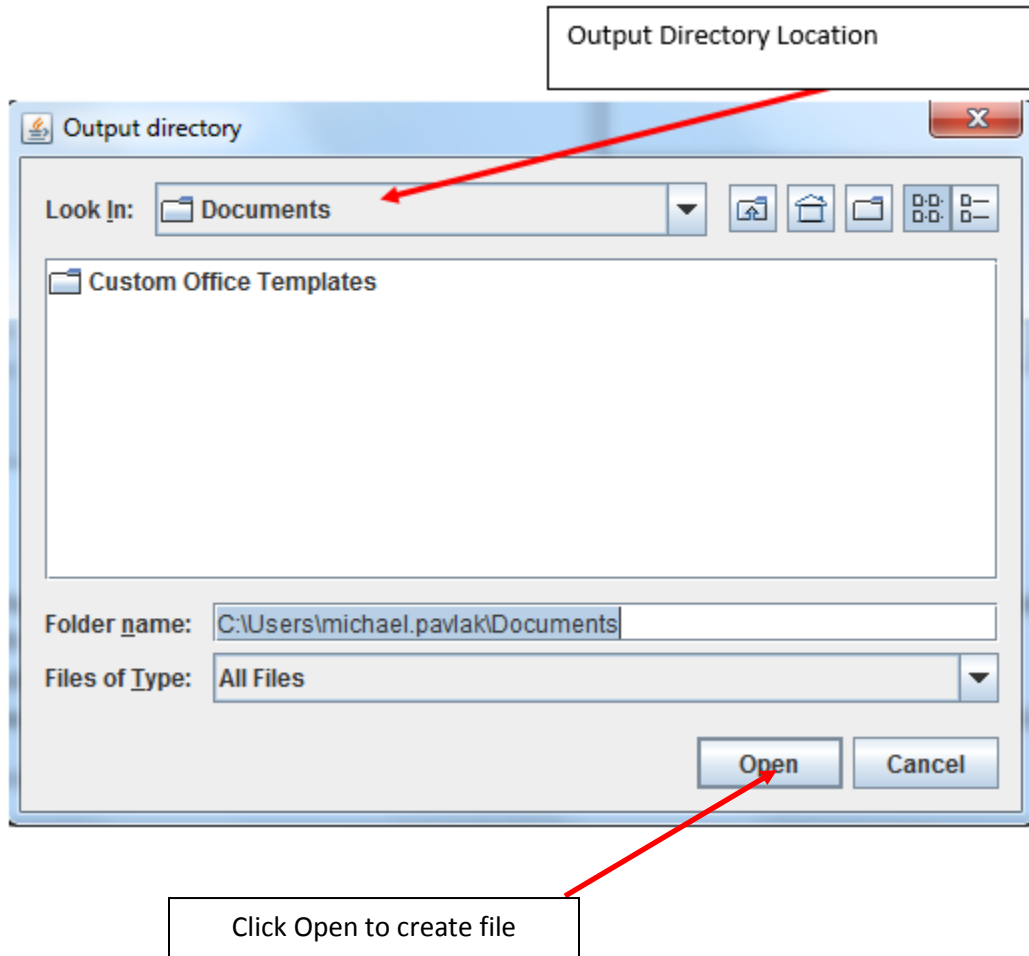 Output Directory Location
Output directory
Look In: Documents
Custom Office Templates
Folder name: C:\Users\michael.pavlak\Documents
Files of Type: All Files
Open Cancel
Click Open to create file